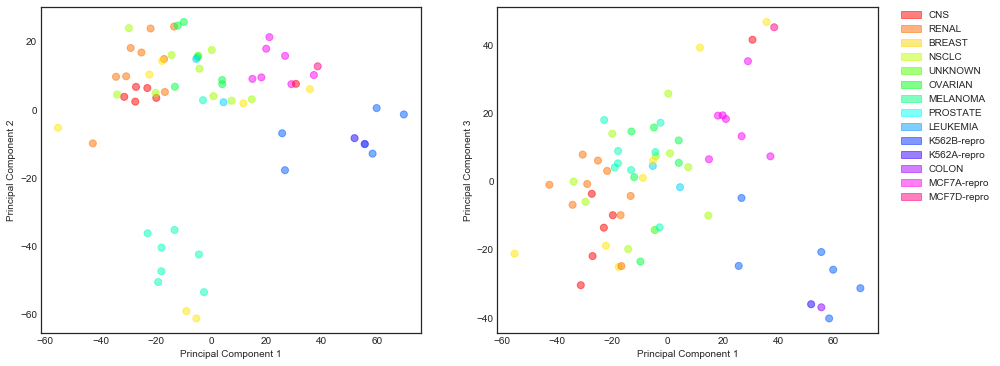 20
0
−20
−40
−60
Principal Component 2
−60
−40
−20
0
20
40
60
Principal Component 1
40
20
0
−20
−40
Principal Component 3
−60
−40
−20
0
20
40
60
Principal Component 1
CNS
RENAL
BREAST
NSCLC
UNKNOWN
OVARIAN
MELANOMA
PROSTATE
LEUKEMIA
K562B-repro
K562A-repro
COLON
MCF7A-repro
MCF7D-repro